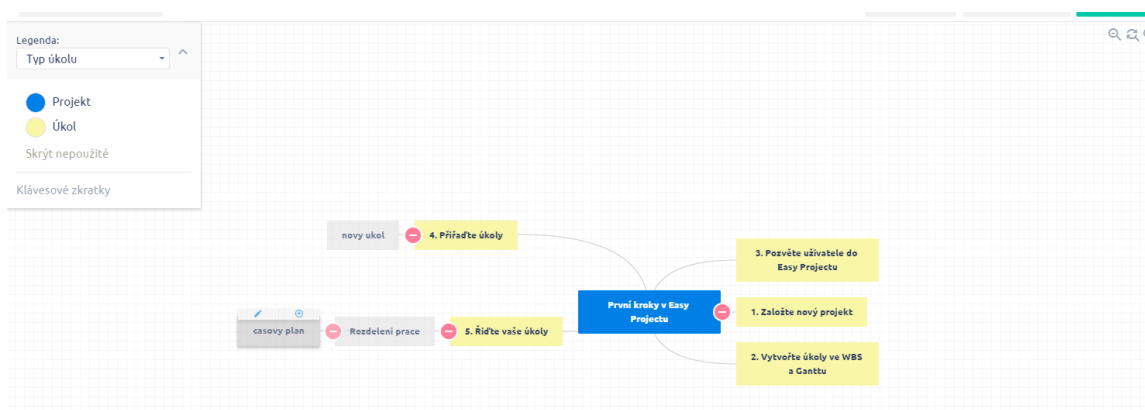 Legenda:
Typ úkolu
Projekt
Úkol
Skrýt nepoužité
Klávesové zkratky
novy ukol
4. Přiřaďte úkoly
3. Pozvěte uživatele do
Easy Projectu
První kroky v Easy
Projectu
1. Založte nový projekt
casovy plan
Rozdeleni prace
5. Řiďte vaše úkoly
2. Vytvořte úkoly ve WBS
a Ganttu